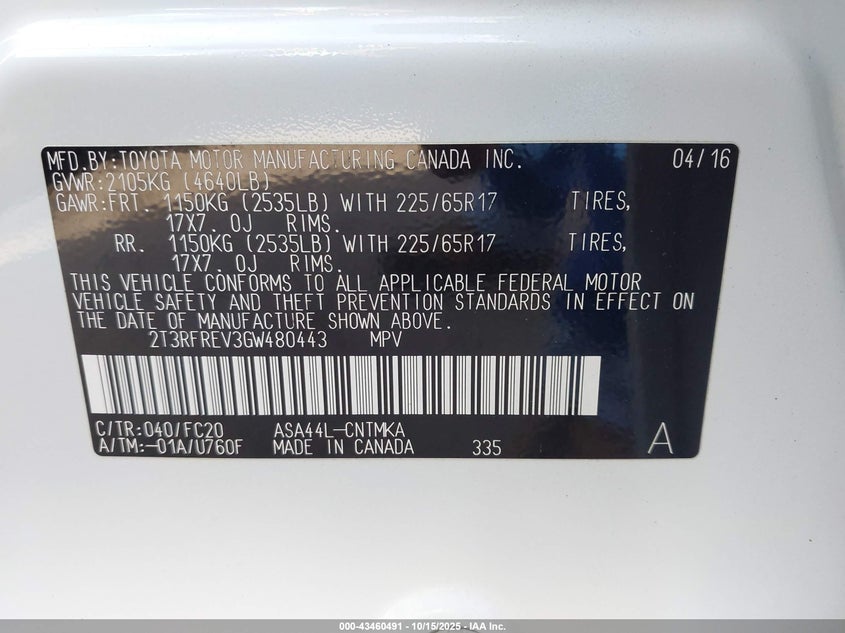 MFD.BY:TOYOTA MOTOR MANUFACTURING CANADA INC. 04/16
GVWR:2105KG (4640LB)
GAWR:FRT. 1150KG (2535LB) WITH 225/65R17 TIRES,
17X7. 0J RIMS.
RR. 1150KG (2535LB) WITH 225/65R17 TIRES,
17X7. 0J RIMS.
THIS VEHICLE CONFORMS TO ALL APPLICABLE FEDERAL MOTOR
VEHICLE SAFETY AND THEFT PREVENTION STANDARDS IN EFFECT ON
THE DATE OF MANUFACTURE SHOWN ABOVE.
2T3RFREV3GW480443 MPV
C/TR:040/FC20 ASA44L-CNTMKA
A/TM:-01A/U760F MADE IN CANADA 335 A
000-43460491 - 10/15/2025 - IAA Inc.